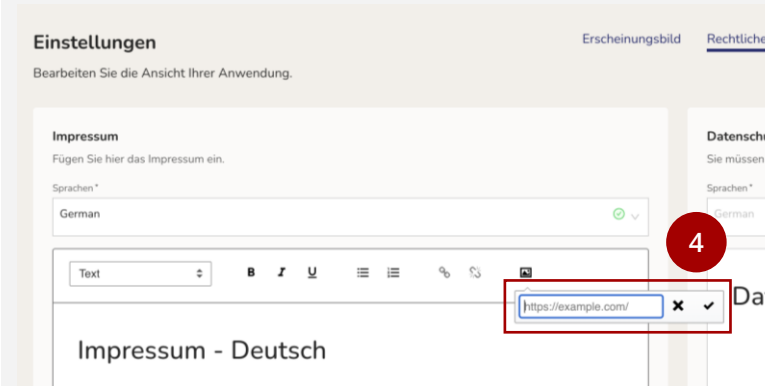 Einstellungen
Erscheinungsbild
Rechtliche
Bearbeiten Sie die Ansicht Ihrer Anwendung.
Impressum
Fügen Sie hier das Impressum ein.
Sprachen *
German
Text
B I U
https://example.com/
Impressum - Deutsch
Datensch
Sie müssen
Sprachen *
German
4
Da